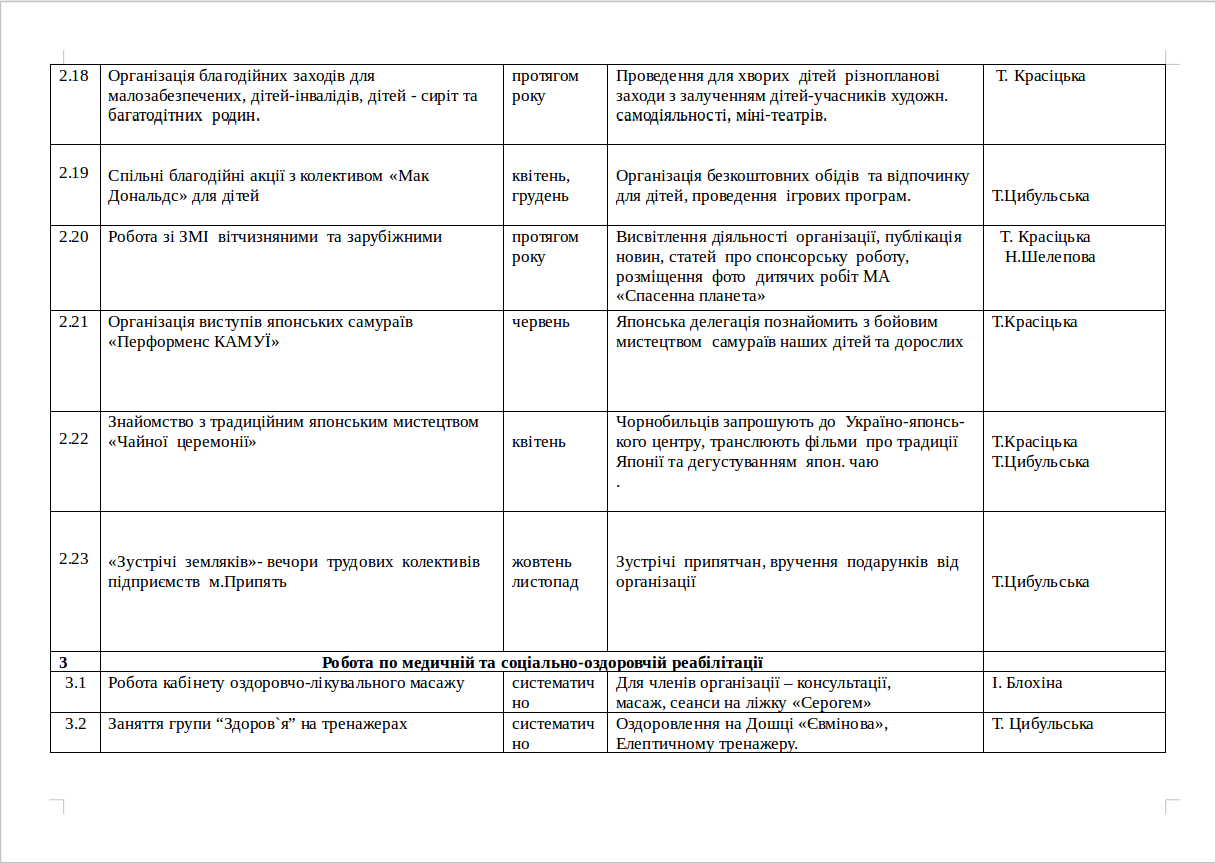 2.18 Організація благодійних заходів для протягом Проведення для хворих дітей різнопланові Т. Красіцька
малозабезпечених, дітей-інвалідів, дітей - сиріт та року заходи з залученням дітей-учасників художн.
багатодітних родин. самодіяльності, міні-театрів.
2.19 Спільні благодійні акції з колективом «Мак квітень, Організація безкоштовних обідів та відпочинку
Дональдс» для дітей грудень для дітей, проведення ігрових програм. Т.Цибульська
2.20 Робота зі ЗМІ вітчизняними та зарубіжними протягом Висвітлення діяльності організації, публікація Т. Красіцька
року новин, статей про спонсорську роботу, Н.Шелепова
розміщення фото дитячих робіт МА
«Спасенна планета»
2.21 Організація виступів японських самураїв червень Японська делегація познайомить з бойовим Т.Красіцька
«Перформенс КАМУЇ» мистецтвом самураїв наших дітей та дорослих
Знайомство з традиційним японським мистецтвом Чорнобильців запрошують до Україно-японсь-
2.22 «Чайної церемонії» квітень кого центру, транслюють фільми про традиції Т.Красіцька
Японії та дегустуванням япон. чаю Т.Цибульська
.
2.23 «Зустрічі земляків»- вечори трудових колективів жовтень Зустрічі припятчан, вручення подарунків від
підприємств м.Припять листопад організації Т.Цибульська
3 Робота по медичній та соціально-оздоровчій реабілітації
3.1 Робота кабінету оздоровчо-лікувального масажу систематич Для членів організації – консультації, І. Блохіна
но масаж, сеанси на ліжку «Серогем»
3.2 Заняття групи “Здоров`я” на тренажерах систематич Оздоровлення на Дошці «Євмінова», Т. Цибульська
но Елептичному тренажеру.